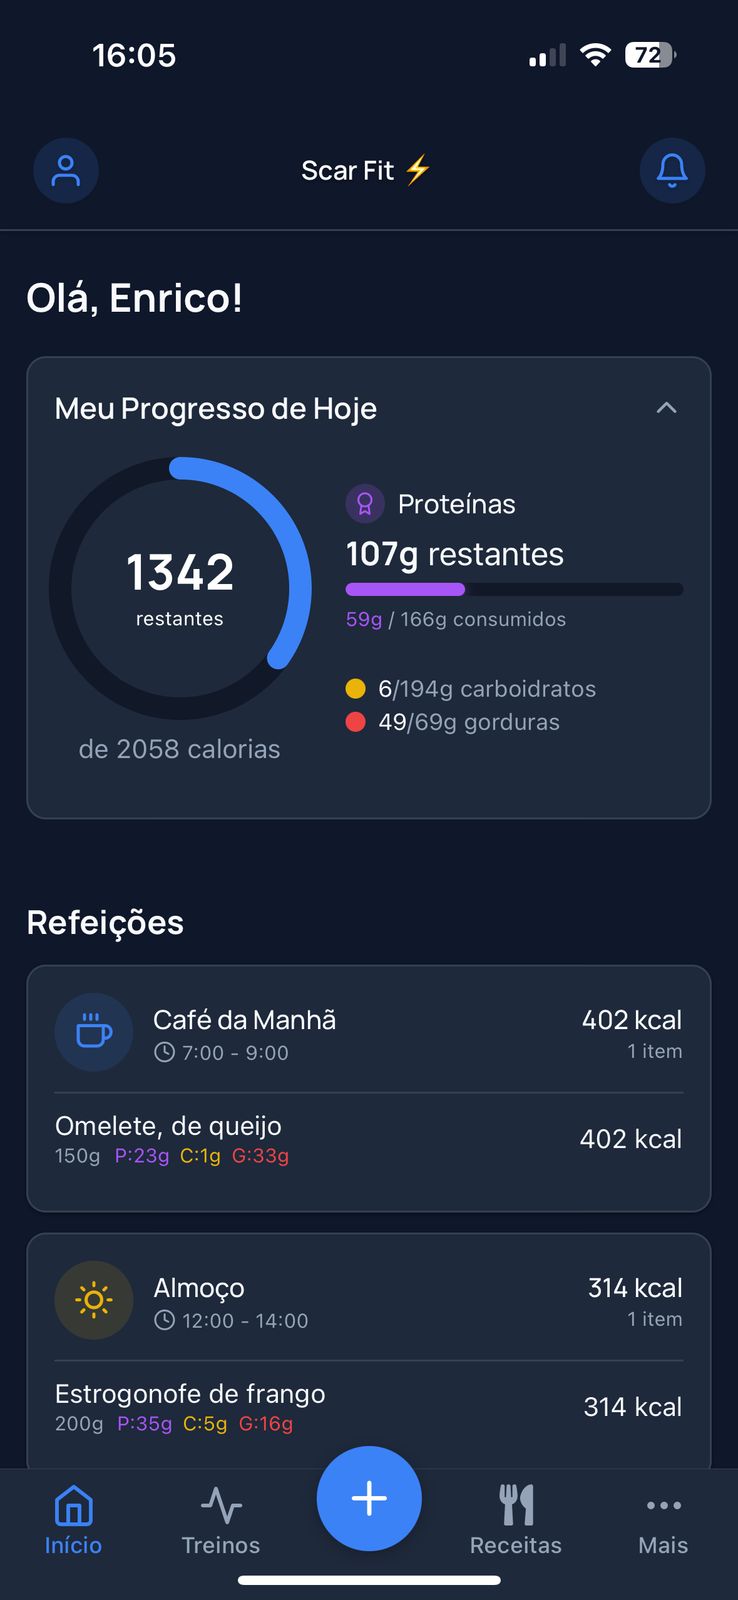 16:05
72
Scar Fit ⚡
Olá, Enrico!
Meu Progresso de Hoje
1342
restantes
de 2058 calorias
Proteínas
107g restantes
59g / 166g consumidos
6/194g carboidratos
49/69g gorduras
Refeições
Café da Manhã
402 kcal
7:00 - 9:00
1 item
Omelete, de queijo
402 kcal
150g P:23g C:1g G:33g
Almoço
314 kcal
12:00 - 14:00
1 item
Estrogonofe de frango
314 kcal
200g P:35g C:5g G:16g
Início
Treinos
Receitas
Mais